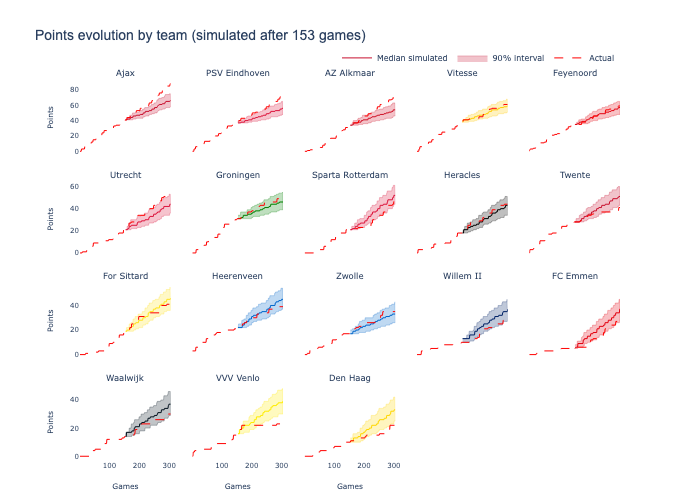 Points evolution by team (simulated after 153 games)
Median simulated 90% interval Actual
Ajax PSV Eindhoven AZ Alkmaar Vitesse Feyenoord
80
60
40
20
0
Points
Utrecht Groningen Sparta Rotterdam Heracles Twente
60
40
20
0
Points
For Sittard Heerenveen Zwolle Willem II FC Emmen
40
20
0
Points
Waalwijk VVV Venlo Den Haag
40
20
0
Points
100 200 300 100 200 300 100 200 300
Games Games Games